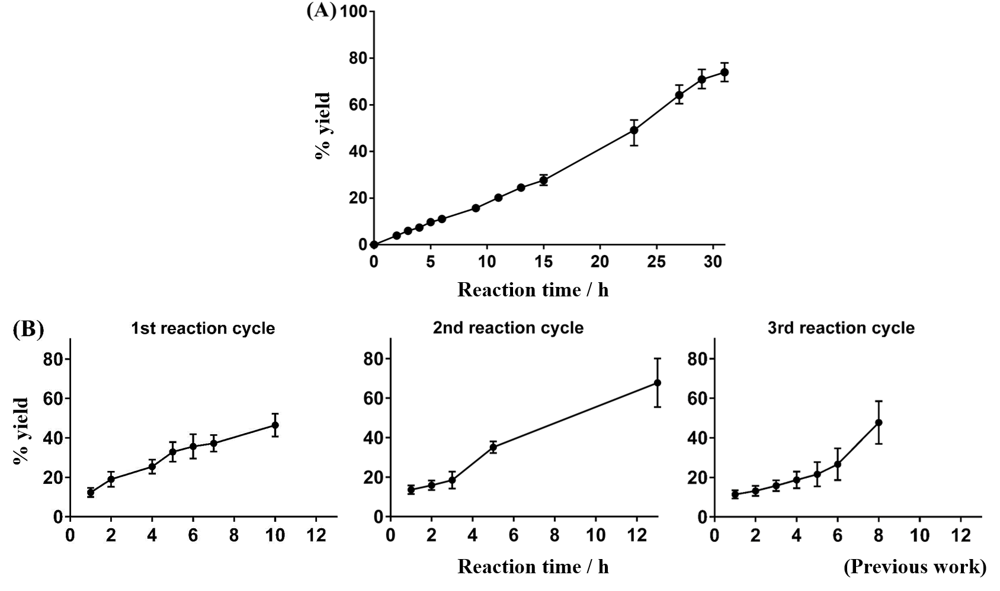 (A)
100
80
60
40
20
0
% yield
0 5 10 15 20 25 30
Reaction time / h
(B)
1st reaction cycle
80
60
40
20
0
% yield
0 2 4 6 8 10 12
2nd reaction cycle
80
60
40
20
0
0 2 4 6 8 10 12
3rd reaction cycle
80
60
40
20
0
0 2 4 6 8 10 12
Reaction time / h
(Previous work)